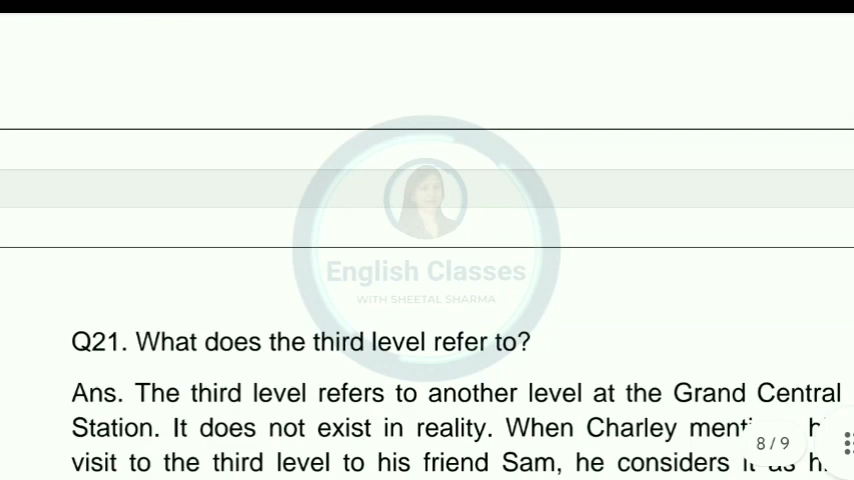 English Classes
WITH SHEETAL SHARMA
Q21. What does the third level refer to?
Ans. The third level refers to another level at the Grand Central
Station. It does not exist in reality. When Charley
visit to the third level to his friend Sam, he considers it as
8/9